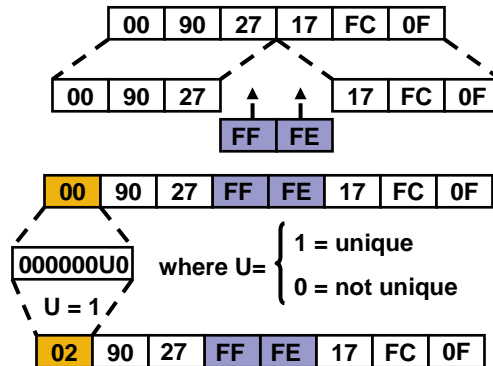 00 90 27 17 FC 0F
00 90 27 17 FC 0F
FF FE
00 90 27 FF FE 17 FC 0F
000000U0 where U= 1 = unique
0 = not unique
U = 1
02 90 27 FF FE 17 FC 0F